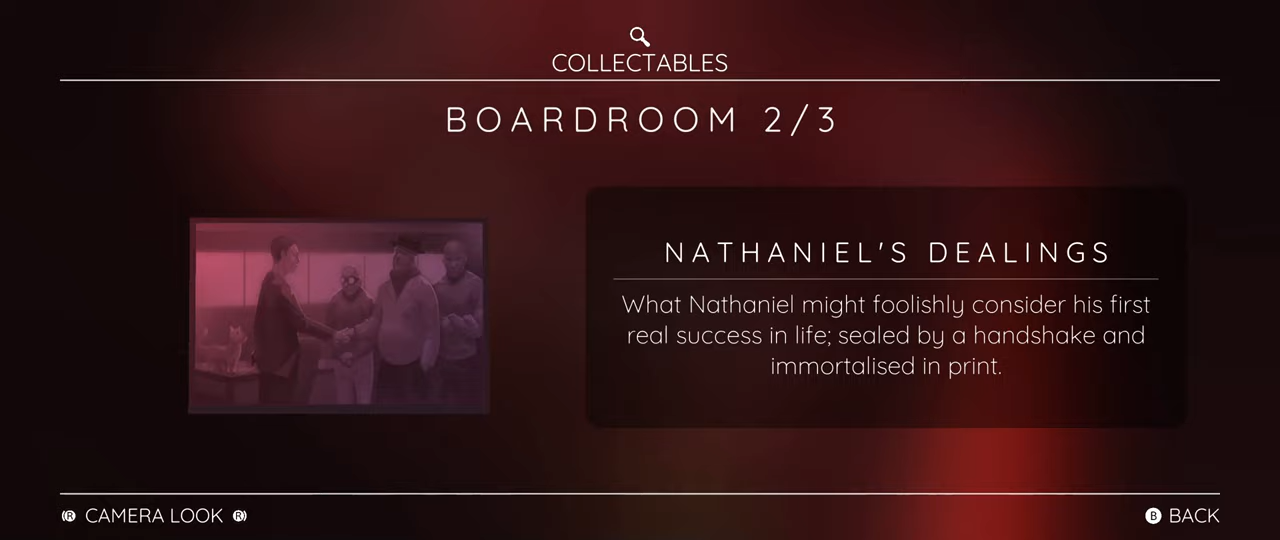 COLLECTABLES
BOARDROOM 2/3
NATHANIEL'S DEALINGS
What Nathaniel might foolishly consider his first
real success in life; sealed by a handshake and
immortalised in print.
R CAMERA LOOK R
B BACK